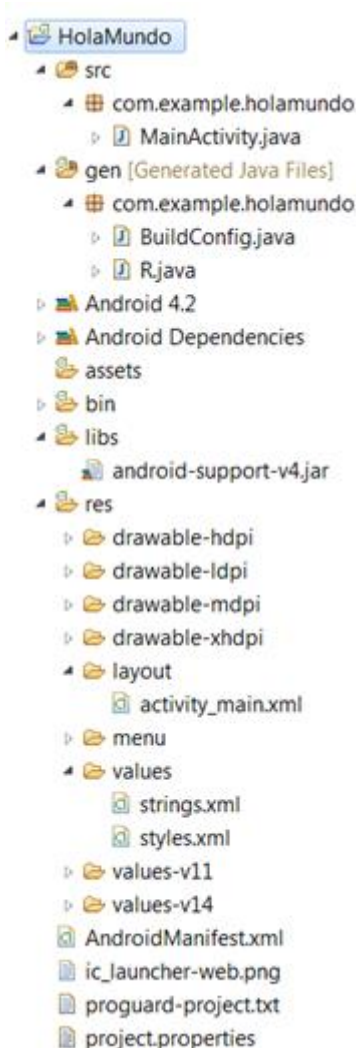 HolaMundo
src
com.example.holamundo
MainActivity.java
gen [Generated Java Files]
com.example.holamundo
BuildConfig.java
R.java
Android 4.2
Android Dependencies
assets
bin
libs
android-support-v4.jar
res
drawable-hdpi
drawable-ldpi
drawable-mdpi
drawable-xhdpi
layout
activity_main.xml
menu
values
strings.xml
styles.xml
values-v11
values-v14
AndroidManifest.xml
ic_launcher-web.png
proguard-project.txt
project.properties